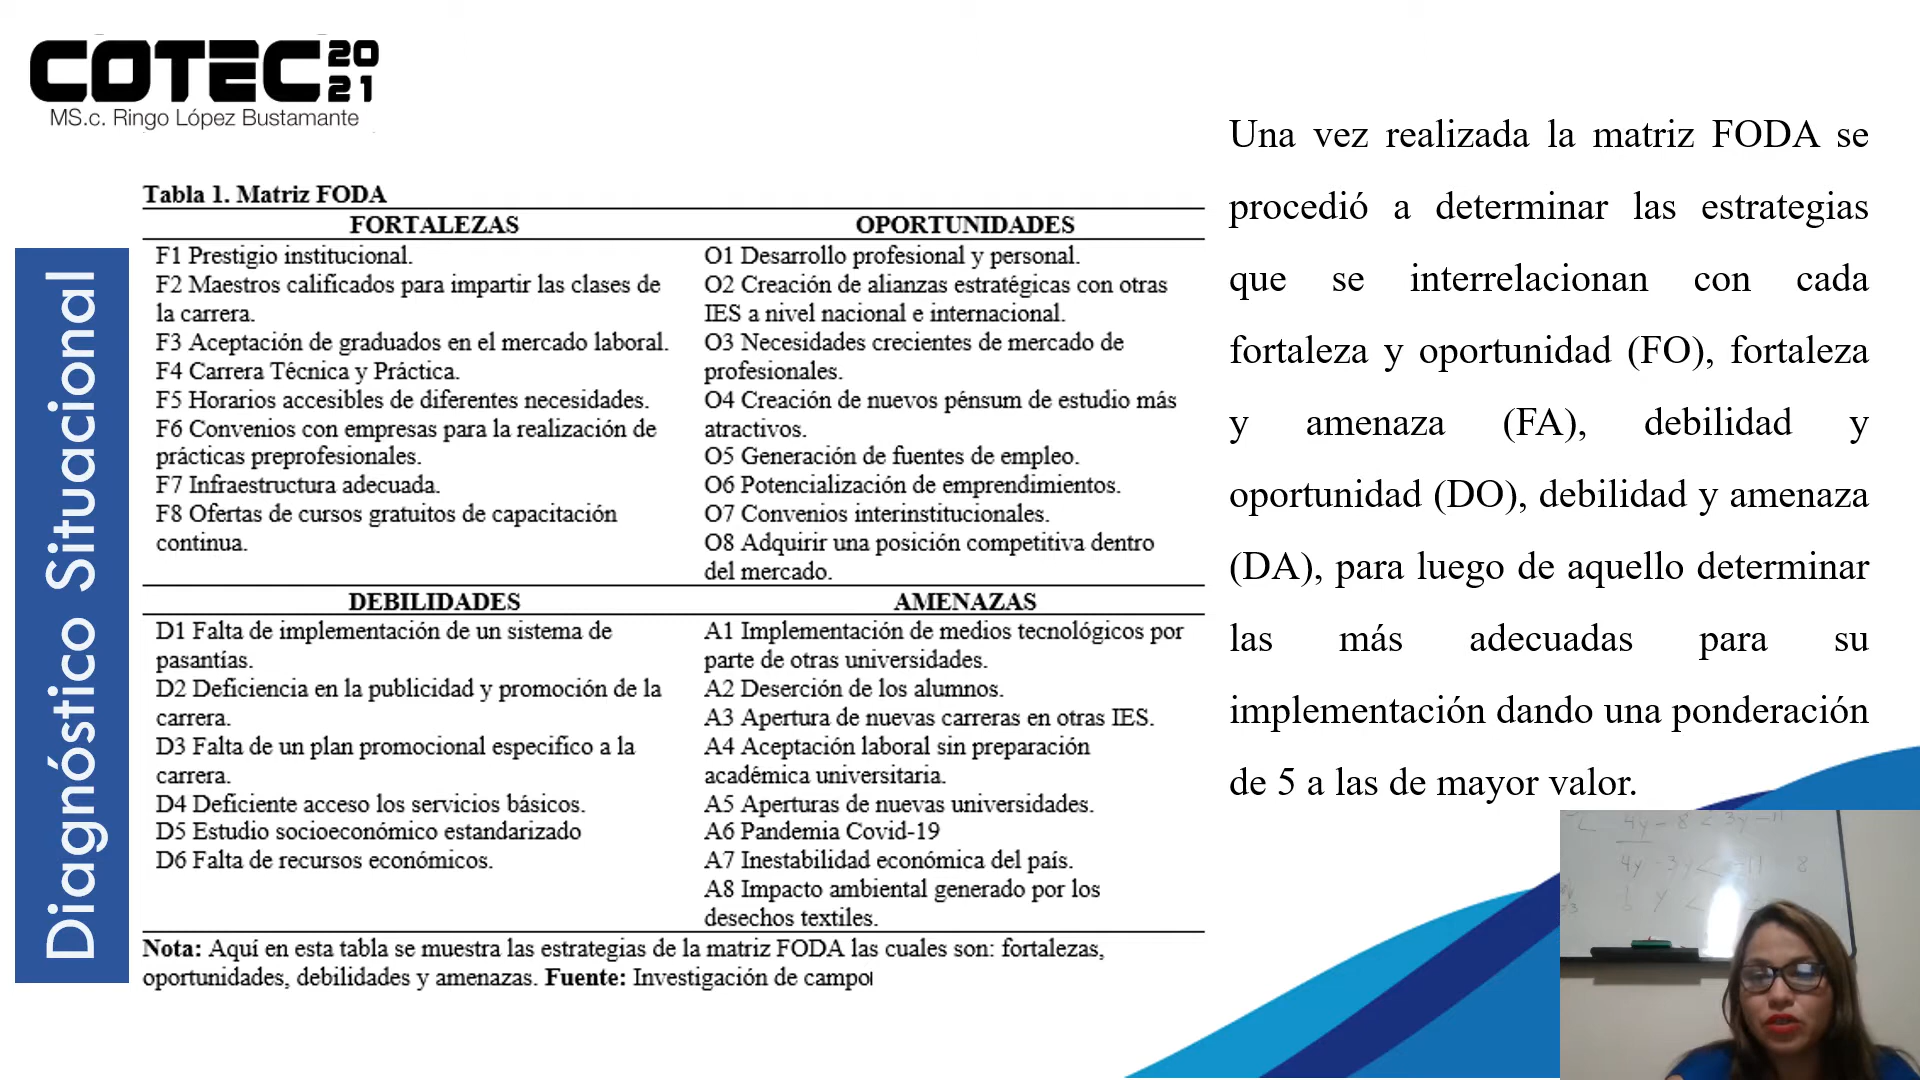 COTEC 20
21
MS.c. Ringo López Bustamante
Diagnóstico Situacional
Tabla 1. Matriz FODA
FORTALEZAS
F1 Prestigio institucional.
F2 Maestros calificados para impartir las clases de
la carrera.
F3 Aceptación de graduados en el mercado laboral.
F4 Carrera Técnica y Práctica.
F5 Horarios accesibles de diferentes necesidades.
F6 Convenios con empresas para la realización de
prácticas preprofesionales.
F7 Infraestructura adecuada.
F8 Ofertas de cursos gratuitos de capacitación
continua.
OPORTUNIDADES
O1 Desarrollo profesional y personal.
O2 Creación de alianzas estratégicas con otras
IES a nivel nacional e internacional.
O3 Necesidades crecientes de mercado de
profesionales.
O4 Creación de nuevos pénsum de estudio más
atractivos.
O5 Generación de fuentes de empleo.
O6 Potencialización de emprendimientos.
O7 Convenios interinstitucionales.
O8 Adquirir una posición competitiva dentro
del mercado.
DEBILIDADES
D1 Falta de implementación de un sistema de
pasantías.
D2 Deficiencia en la publicidad y promoción de la
carrera.
D3 Falta de un plan promocional especifico a la
carrera.
D4 Deficiente acceso los servicios básicos.
D5 Estudio socioeconómico estandarizado
D6 Falta de recursos económicos.
AMENAZAS
A1 Implementación de medios tecnológicos por
parte de otras universidades.
A2 Deserción de los alumnos.
A3 Apertura de nuevas carreras en otras IES.
A4 Aceptación laboral sin preparación
académica universitaria.
A5 Aperturas de nuevas universidades.
A6 Pandemia Covid-19
A7 Inestabilidad económica del país.
A8 Impacto ambiental generado por los
desechos textiles.
Nota: Aquí en esta tabla se muestra las estrategias de la matriz FODA las cuales son: fortalezas,
oportunidades, debilidades y amenazas. Fuente: Investigación de campo
Una vez realizada la matriz FODA se
procedió a determinar las estrategias
que se interrelacionan con cada
fortaleza y oportunidad (FO), fortaleza
y amenaza (FA), debilidad y
oportunidad (DO), debilidad y amenaza
(DA), para luego de aquello determinar
las más adecuadas para su
implementación dando una ponderación
de 5 a las de mayor valor.
4y - 8 < 3y - 11